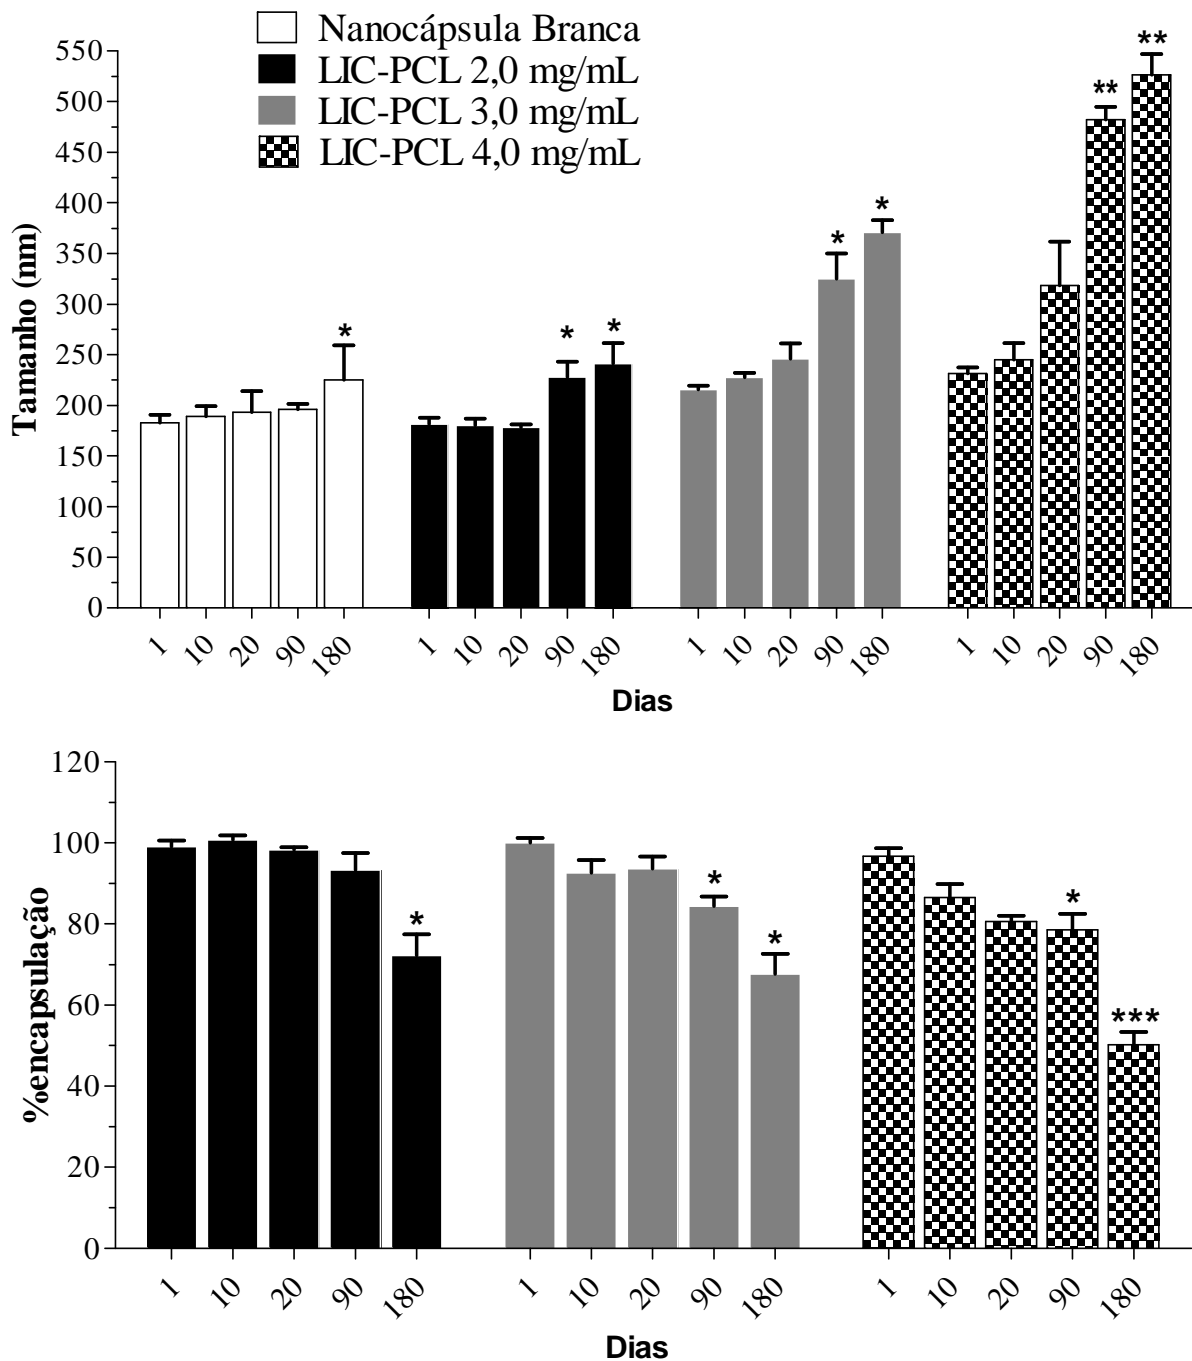 Nanocápsula Branca
LIC-PCL 2,0 mg/mL
LIC-PCL 3,0 mg/mL
LIC-PCL 4,0 mg/mL
Tamanho (nm)
550
500
450
400
350
300
250
200
150
100
50
0
* * * * * ** **
1 10 20 90 180 1 10 20 90 180 1 10 20 90 180 1 10 20 90 180
Dias
%encapsulação
120
100
80
60
40
20
0
* * * * ***
1 10 20 90 180 1 10 20 90 180 1 10 20 90 180
Dias